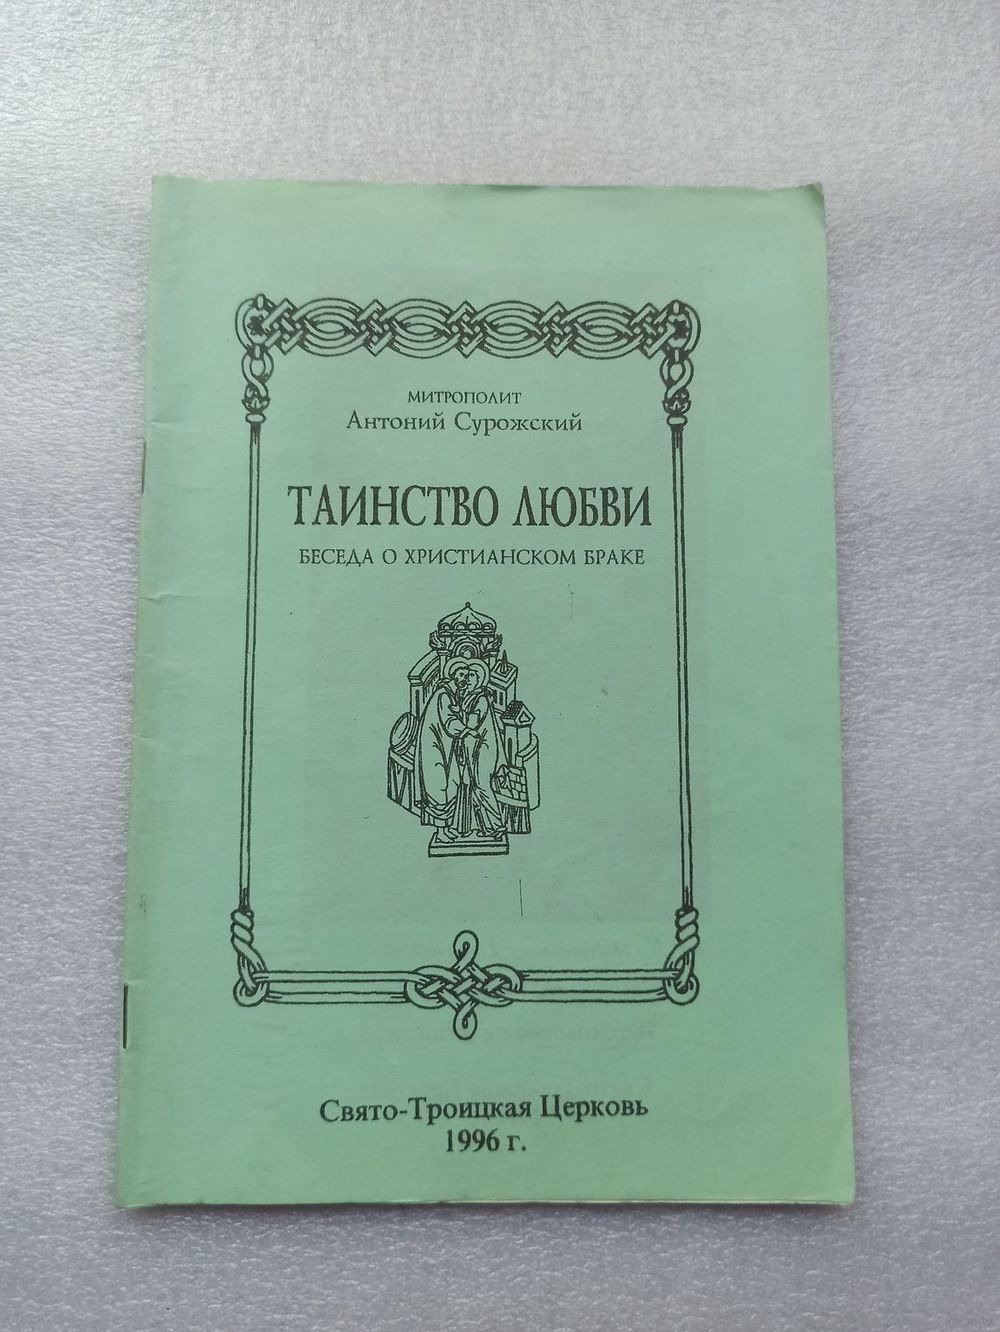 МИТРОПОЛИТ
Антоний Сурожский
ТАИНСТВО ЛЮБВИ
БЕСЕДА О ХРИСТИАНСКОМ БРАКЕ
Свято-Троицкая Церковь
1996 г.